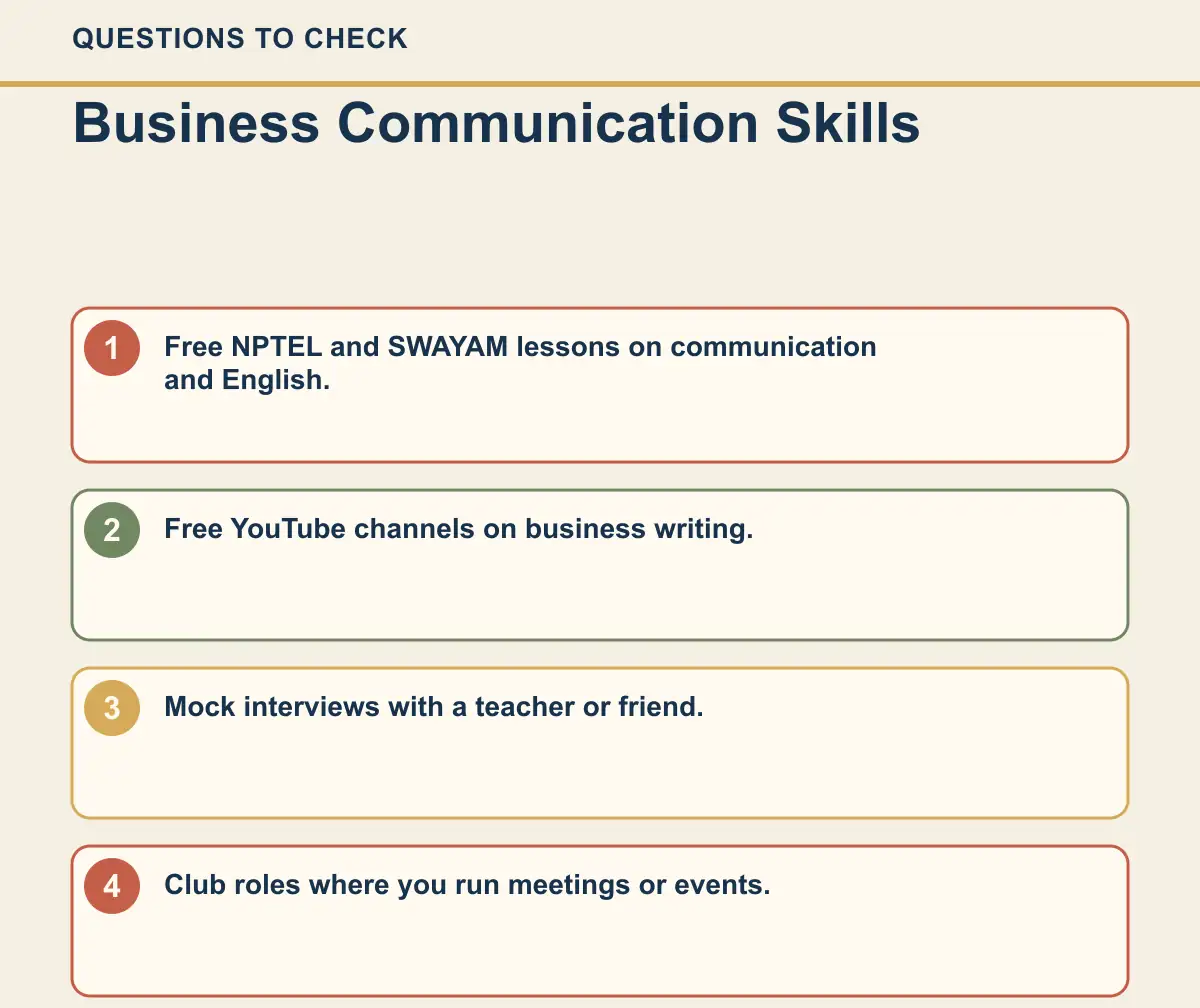 QUESTIONS TO CHECK
Business Communication Skills
1
Free NPTEL and SWAYAM lessons on communication
and English.
2
Free YouTube channels on business writing.
3
Mock interviews with a teacher or friend.
4
Club roles where you run meetings or events.